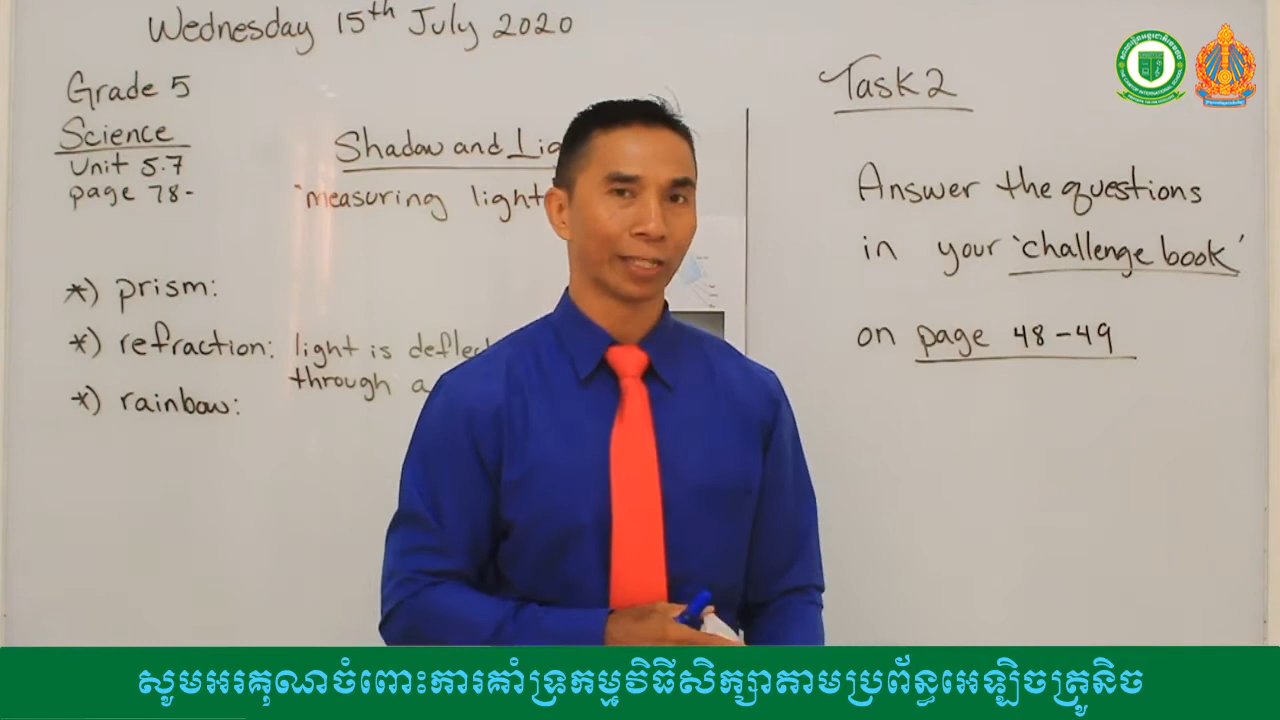 Wednesday 15th July 2020
Grade 5
Science
Unit 5.7
page 78-
Shadow and
'measuring light
*) prism:
*) refraction: light is
through a
*) rainbow:
Task 2
Answer the questions
in your 'challenge book'
on page 48-49
សូមអរគុណចំពោះការគាំទ្រកម្មវិធីសិក្សាតាមប្រព័ន្ធអេឡិចត្រូនិច